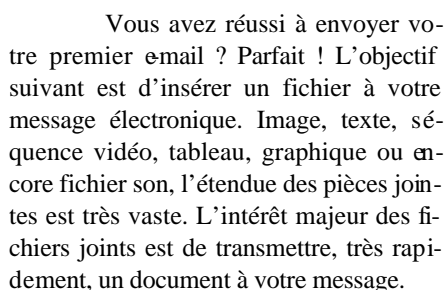 Vous avez réussi à envoyer vo-
tre premier e-mail ? Parfait ! L'objectif
suivant est d'insérer un fichier à votre
message électronique. Image, texte, sé-
quence vidéo, tableau, graphique ou en-
core fichier son, l'étendue des pièces join-
tes est très vaste. L'intérêt majeur des fi-
chiers joints est de transmettre, très rapi-
dement, un document à votre message.